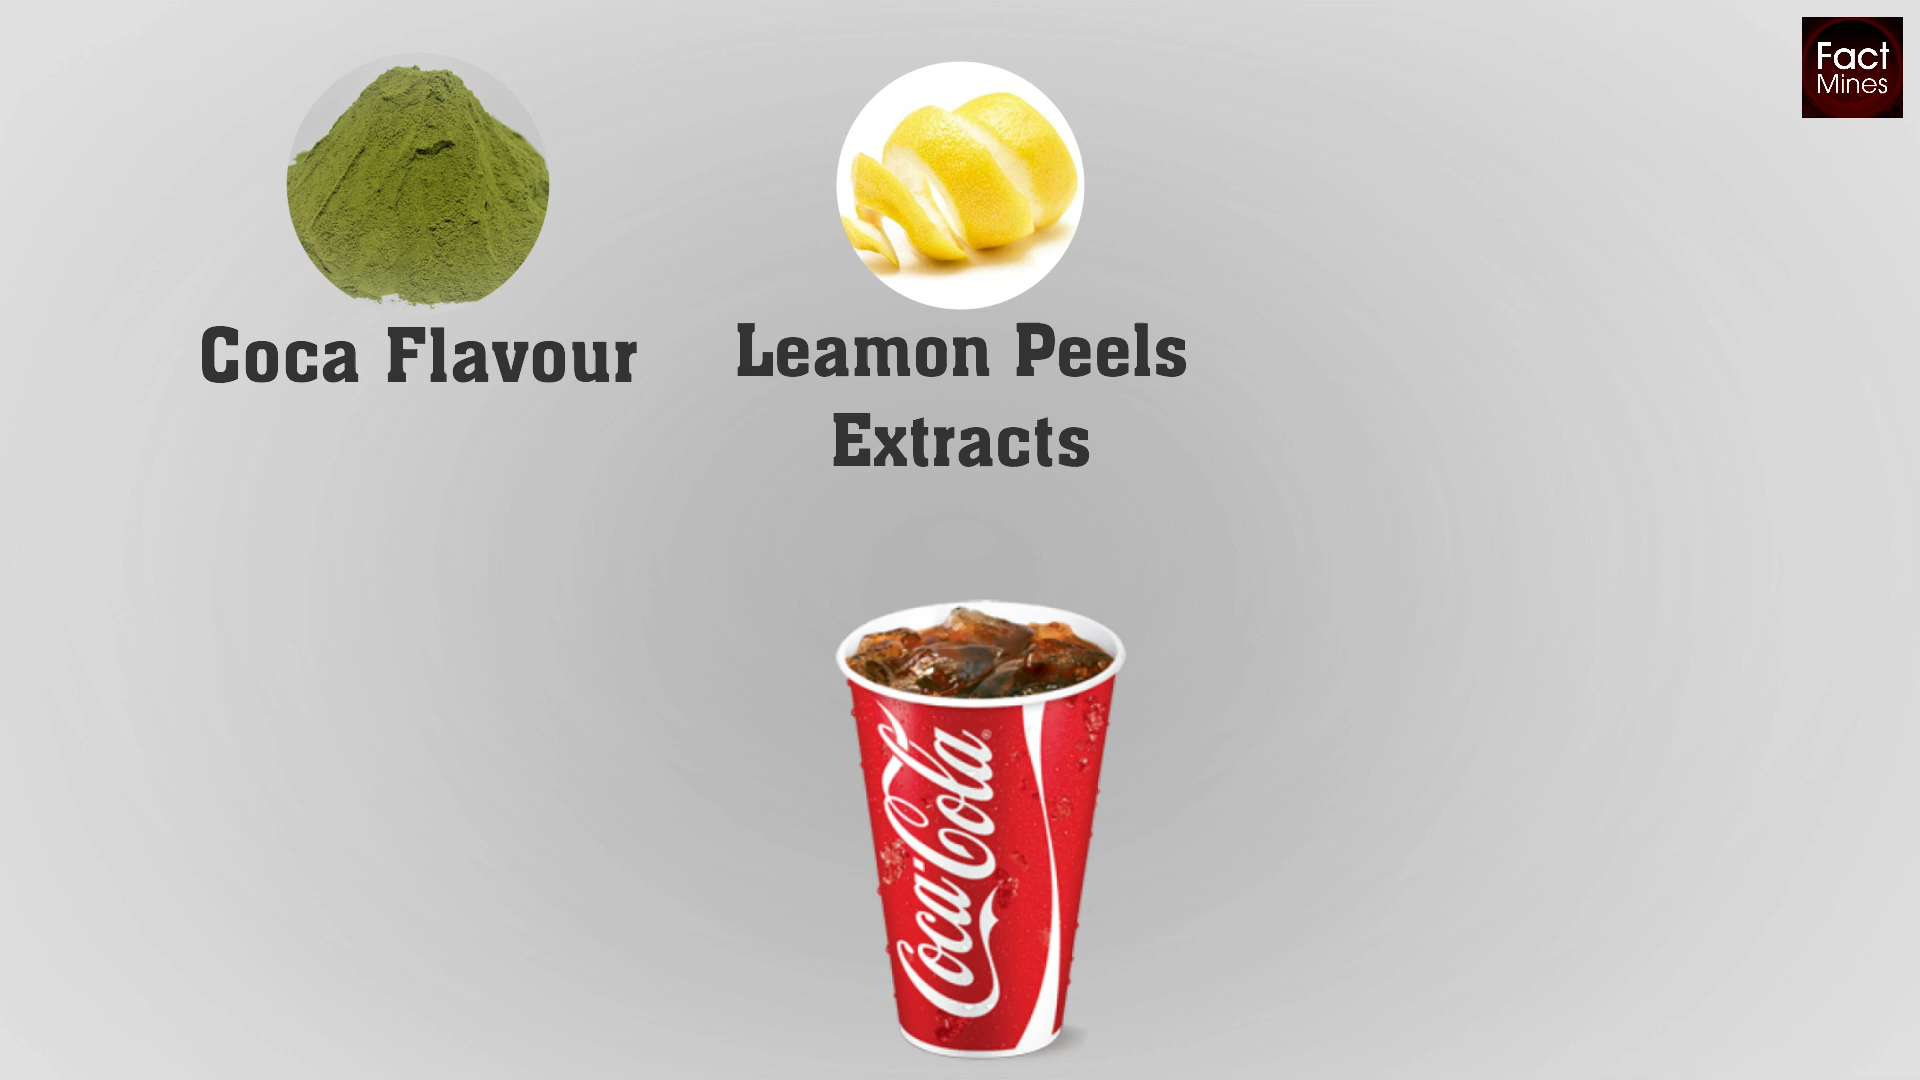 Fact
Mines
Coca Flavour
Leamon Peels
Extracts
Coca-Cola